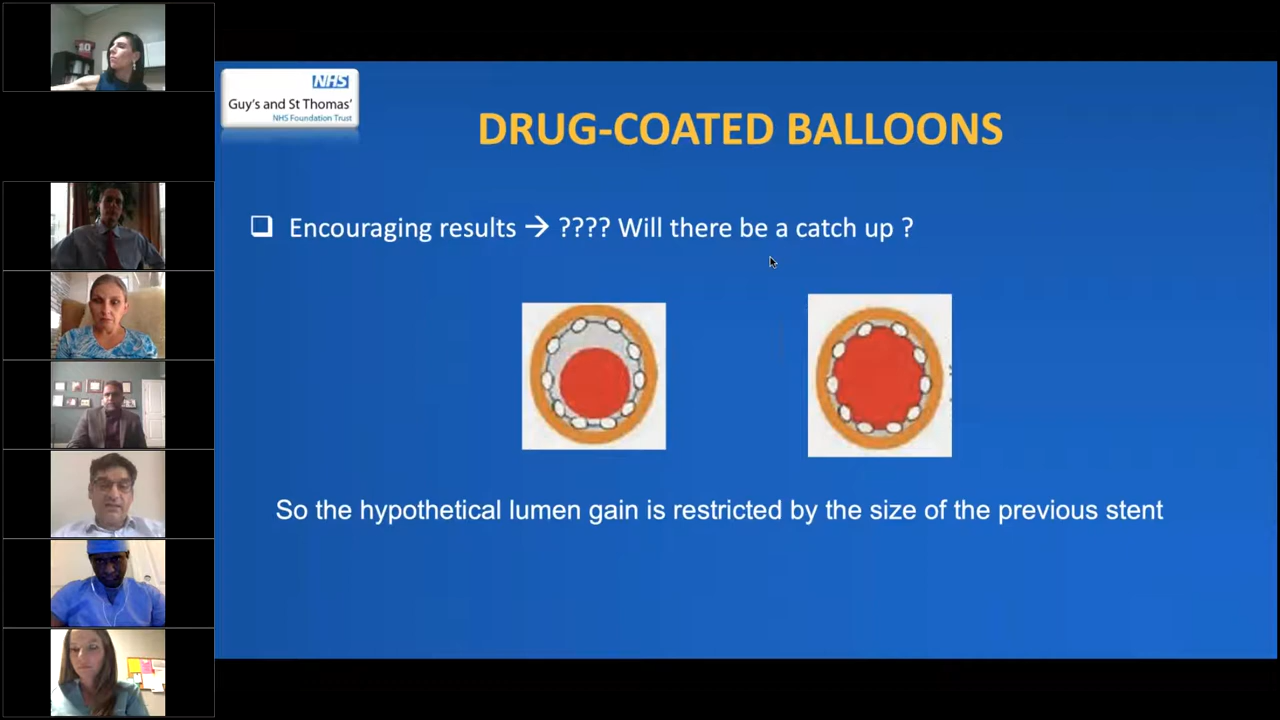 NHS
Guy's and St Thomas'
NHS Foundation Trust
DRUG-COATED BALLOONS
Encouraging results → ???? Will there be a catch up ?
So the hypothetical lumen gain is restricted by the size of the previous stent